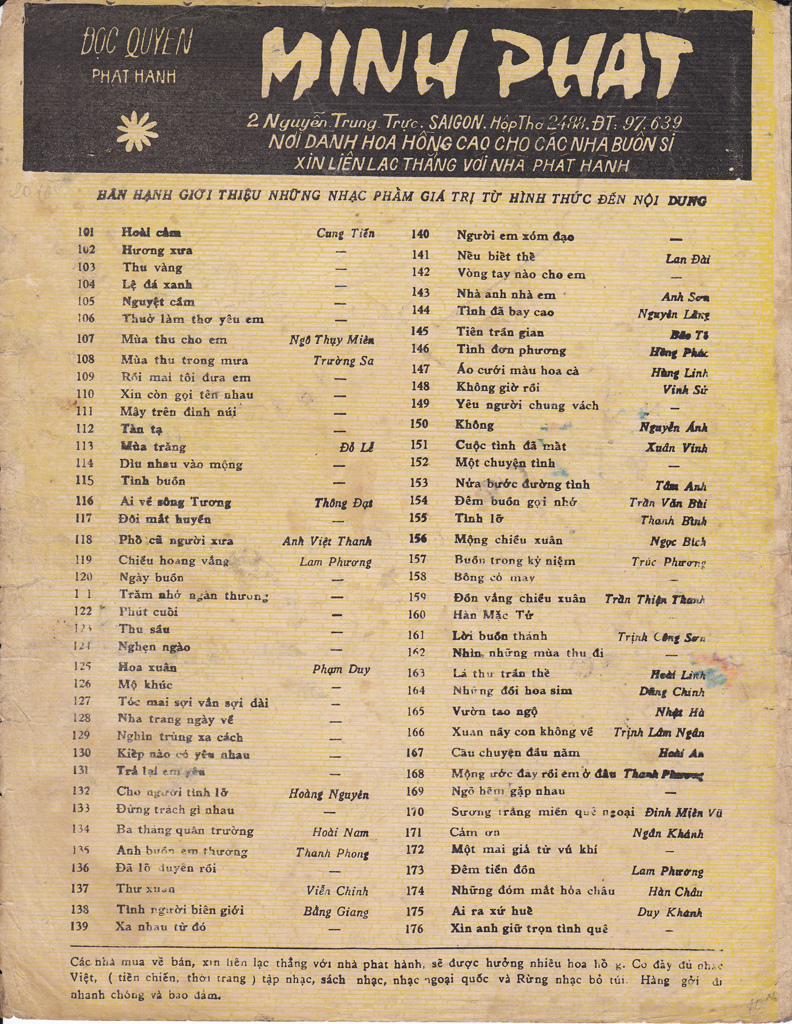 ĐỘC QUYỀN
PHÁT HÀNH
MINH PHAT
2 Nguyễn Trung Trực. SAIGON. Hộp Thơ 2488. ĐT: 97.639
NƠI DANH HOA HỒNG CAO CHO CÁC NHÀ BUÔN SỈ
XIN LIÊN LẠC THẲNG VỚI NHÀ PHÁT HÀNH
HÂN HẠNH GIỚI THIỆU NHỮNG NHẠC PHẨM GIÁ TRỊ TỪ HÌNH THỨC ĐẾN NỘI DUNG
101 Hoài cảm Cung Tiến
102 Hương xưa —
103 Thu vàng —
104 Lệ đá xanh —
105 Nguyệt cầm —
106 Thuở làm thơ yêu em —
107 Mùa thu cho em Ngô Thụy Miên
108 Mùa thu trong mưa Trường Sa
109 Rồi mai tôi đưa em —
110 Xin còn gọi tên nhau —
111 Mây trên đỉnh núi —
112 Tàn tạ —
113 Mùa trăng Đỗ Lễ
114 Dìu nhau vào mộng —
115 Tình buồn —
116 Ai về sông Tương Thông Đạt
117 Đôi mắt huyền —
118 Phố cũ người xưa Anh Việt Thanh
119 Chiều hoang vắng Lam Phương
120 Ngày buồn —
1 1 Trăm nhớ ngàn thương —
122 Phút cuối —
123 Thu sầu —
124 Nghẹn ngào —
125 Hoa xuân Phạm Duy
126 Mộ khúc —
127 Tóc mai sợi vắn sợi dài —
128 Nha trang ngày về —
129 Nghìn trùng xa cách —
130 Kiếp nào có yêu nhau —
131 Trả lại em yêu —
132 Cho người tình lỡ Hoàng Nguyên
133 Đừng trách gì nhau —
134 Ba tháng quân trường Hoài Nam
135 Anh buồn em thương Thanh Phong
136 Đã lỡ duyên rồi —
137 Thư xuân Viễn Chinh
138 Tình người biên giới Bằng Giang
139 Xa nhau từ đó —
140 Người em xóm đạo —
141 Nếu biết thế Lan Đài
142 Vòng tay nào cho em —
143 Nhà anh nhà em Anh Sơn
144 Tình đã bay cao Nguyên Lãng
145 Tiên trần gian Bảo Tố
146 Tình đơn phương Hồng Phúc
147 Áo cưới màu hoa cà Hùng Linh
148 Không giờ rồi Vinh Sử
149 Yêu người chung vách —
150 Không Nguyễn Ánh
151 Cuộc tình đã mất Xuân Vinh
152 Một chuyện tình —
153 Nửa bước đường tình Tâm Anh
154 Đêm buồn gọi nhớ Trần Văn Bùi
155 Tình lỡ Thanh Bình
156 Mộng chiều xuân Ngọc Bích
157 Buồn trong kỷ niệm Trúc Phương
158 Bông cỏ may —
159 Đồn vắng chiều xuân Trần Thiện Thanh
160 Hàn Mặc Tử —
161 Lời buồn thánh Trịnh Công Sơn
162 Nhìn những mùa thu đi —
163 Lá thư trần thế Hoài Linh
164 Những đồi hoa sim Dũng Chinh
165 Vườn tao ngộ Nhật Hà
166 Xuân nầy con không về Trịnh Lâm Ngân
167 Câu chuyện đầu năm Hoài An
168 Mộng ước đây rồi em ở đâu Thanh Phương
169 Ngõ hẽm gặp nhau —
170 Sương trắng miền quê ngoại Đinh Miên Vũ
171 Cảm ơn Ngân Khánh
172 Một mai giã từ vũ khí —
173 Đêm tiền đồn Lam Phương
174 Những đóm mắt hỏa châu Hàn Châu
175 Ai ra xứ huế Duy Khánh
176 Xin anh giữ trọn tình quê —
Các nhà mua về bán, xin liên lạc thẳng với nhà phát hành, sẽ được hưởng nhiều hoa hồ g. Có đầy đủ nhạc
Việt, ( tiền chiến, thời trang ) tập nhạc, sách nhạc, nhạc ngoại quốc và Rừng nhạc bỏ túi. Hàng gởi đi
nhanh chóng và bảo đảm.